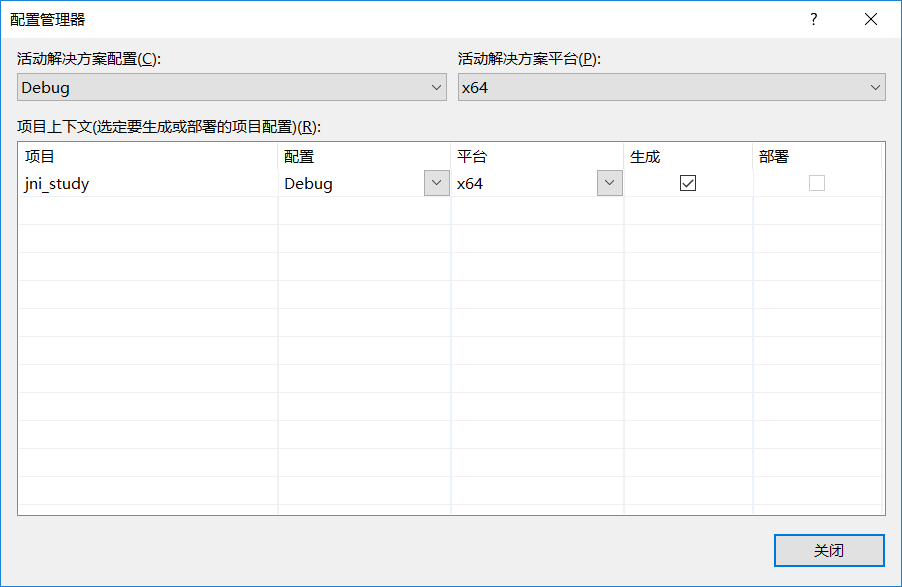 配置管理器
?
活动解决方案配置(C):
活动解决方案平台(P):
Debug
x64
项目上下文(选定要生成或部署的项目配置)(R):
项目 配置 平台 生成 部署
jni_study Debug x64
关闭